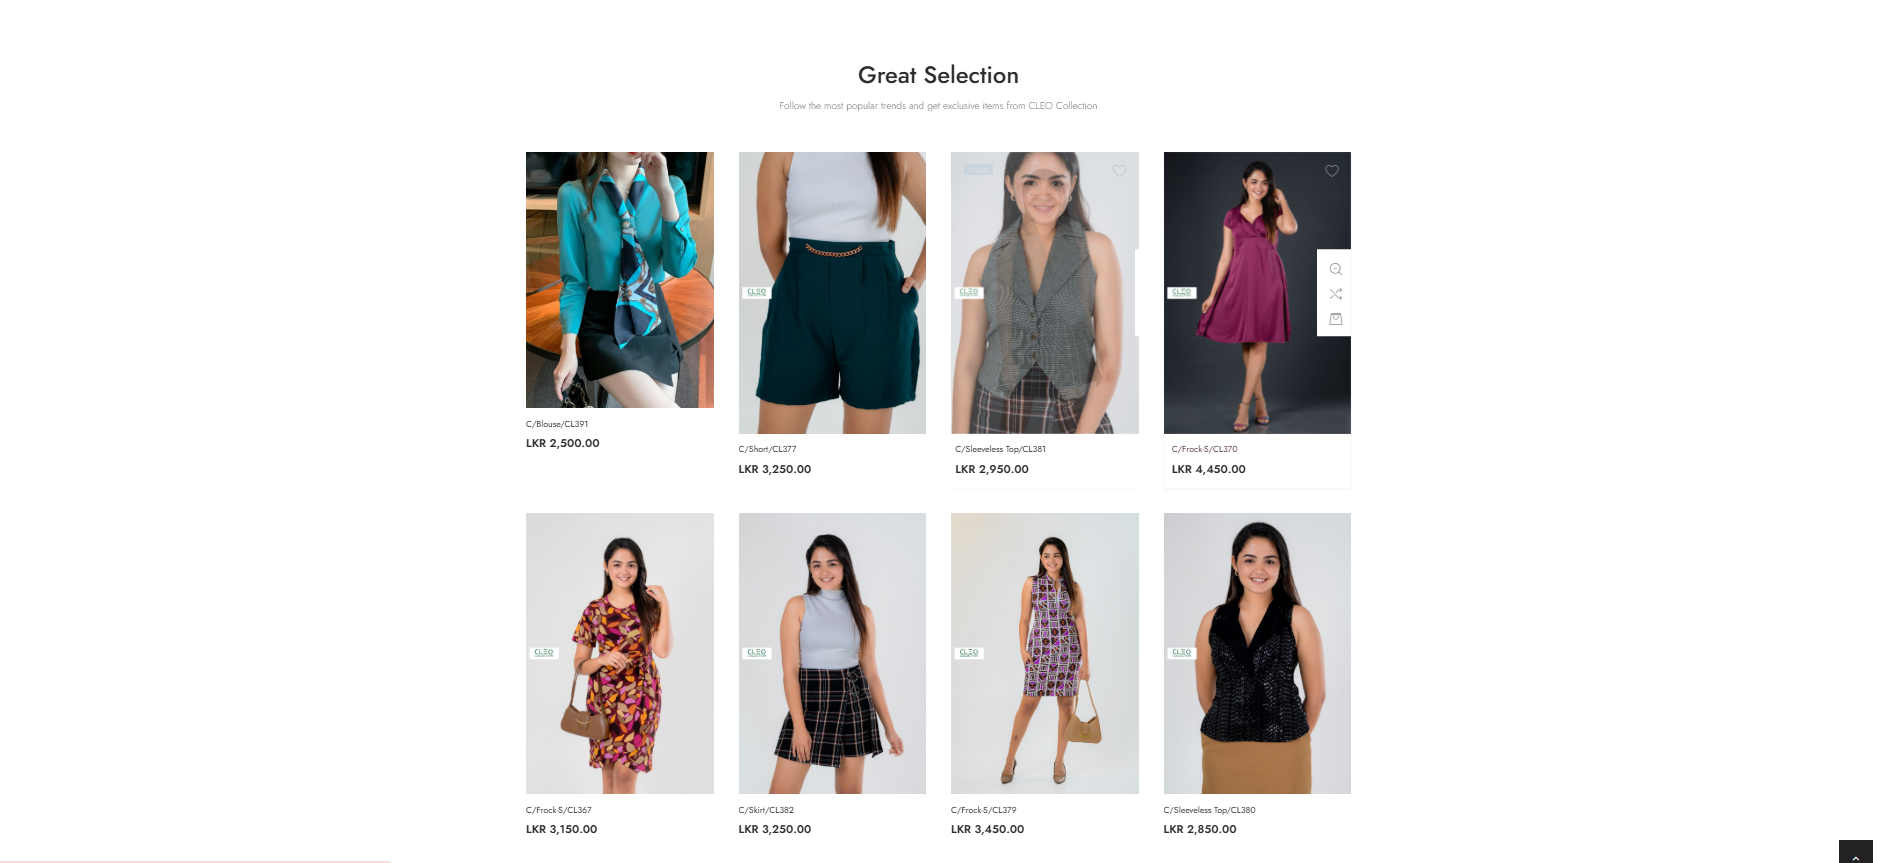 Great Selection
Follow the most popular trends and get exclusive items from CLEO Collection
CLEO
CLEO
CLEO
C/Blouse/CL391
LKR 2,500.00
C/Short/CL377
LKR 3,250.00
C/Sleeveless Top/CL381
LKR 2,950.00
C/Frock-S/CL370
LKR 4,450.00
CLEO
CLEO
CLEO
CLEO
C/Frock-S/CL367
LKR 3,150.00
C/Skirt/CL382
LKR 3,250.00
C/Frock-S/CL379
LKR 3,450.00
C/Sleeveless Top/CL380
LKR 2,850.00